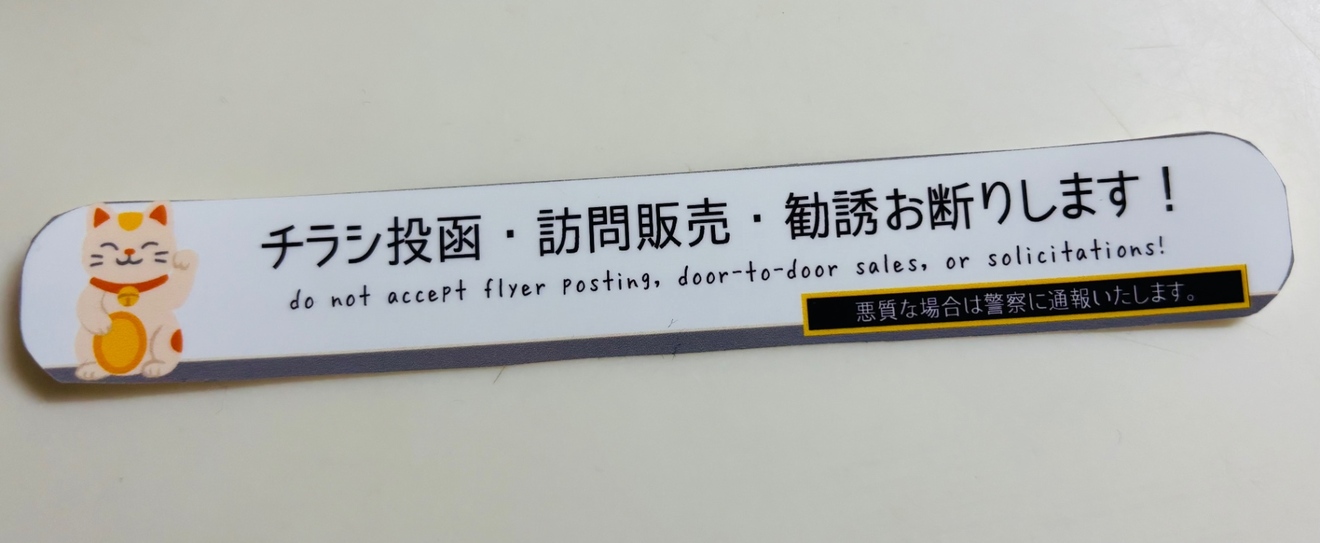 チラシ投函・訪問販売・勧誘お断りします！
do not accept flyer posting, door-to-door sales, or solicitations!
悪質な場合は警察に通報いたします。